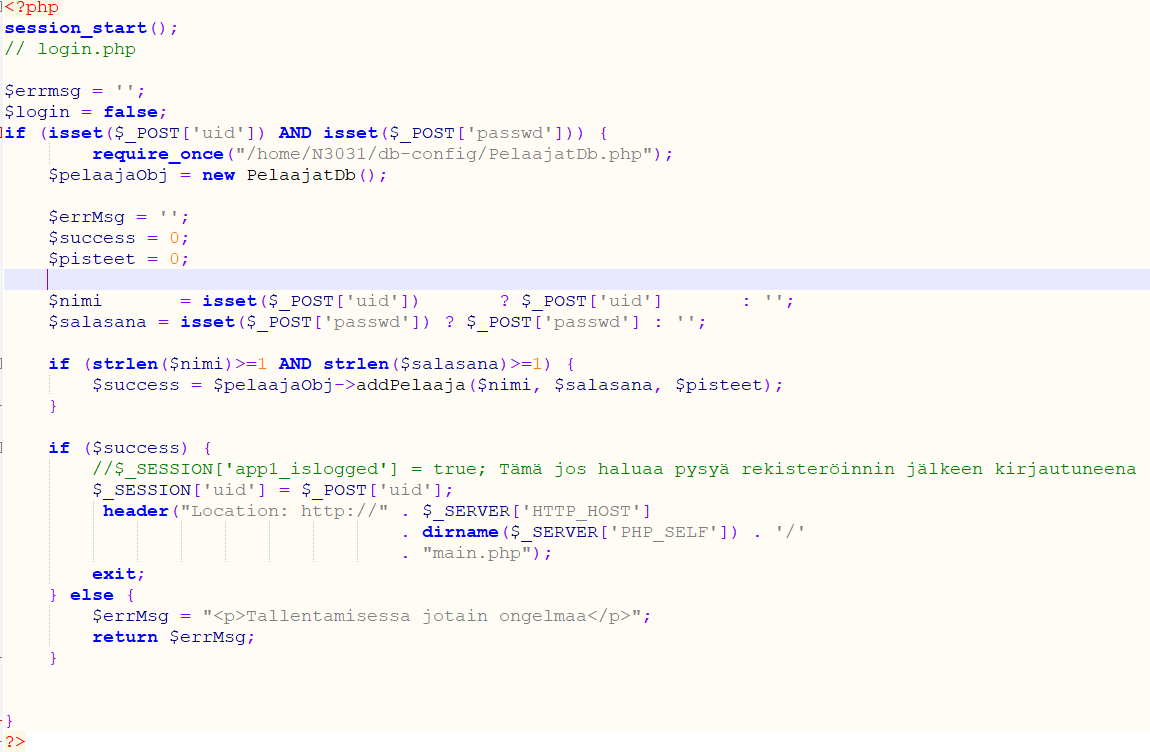 <?php
session_start();
// login.php
$errmsg = '';
$login = false;
if (isset($_POST['uid']) AND isset($_POST['passwd'])) {
        require_once("/home/N3031/db-config/PelaajatDb.php");
    $pelaajaObj = new PelaajatDb();
    $errMsg = '';
    $success = 0;
    $pisteet = 0;
    $nimi       = isset($_POST['uid'])       ? $_POST['uid']       : '';
    $salasana = isset($_POST['passwd']) ? $_POST['passwd'] : '';
    if (strlen($nimi)>=1 AND strlen($salasana)>=1) {
        $success = $pelaajaObj->addPelaaja($nimi, $salasana, $pisteet);
    }
    if ($success) {
        //$_SESSION['app1_islogged'] = true; Tämä jos haluaa pysyä rekisteröinnin jälkeen kirjautuneena
        $_SESSION['uid'] = $_POST['uid'];
         header("Location: http://" . $_SERVER['HTTP_HOST']
                                    . dirname($_SERVER['PHP_SELF']) . '/'
                                    . "main.php");
        exit;
    } else {
        $errMsg = "<p>Tallentamisessa jotain ongelmaa</p>";
        return $errMsg;
    }
}
?>